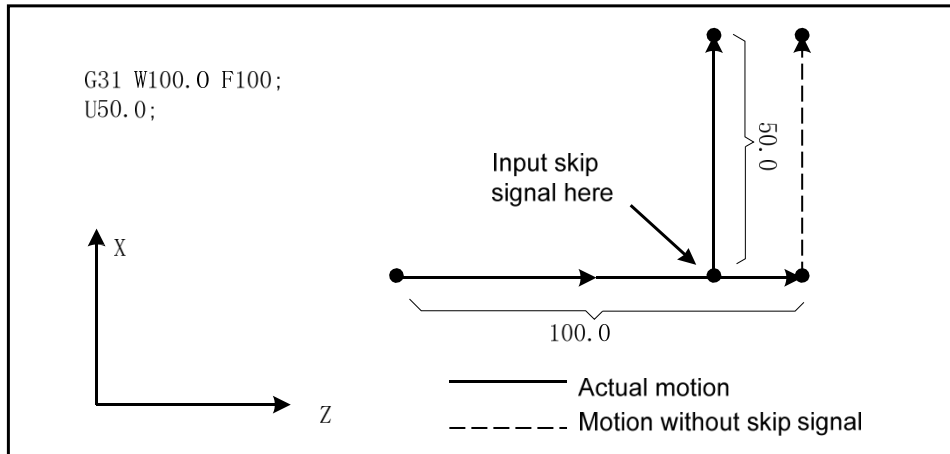 G31 W100.0 F100;
U50.0;
Input skip
signal here
50.0
X
100.0
Z
Actual motion
Motion without skip signal